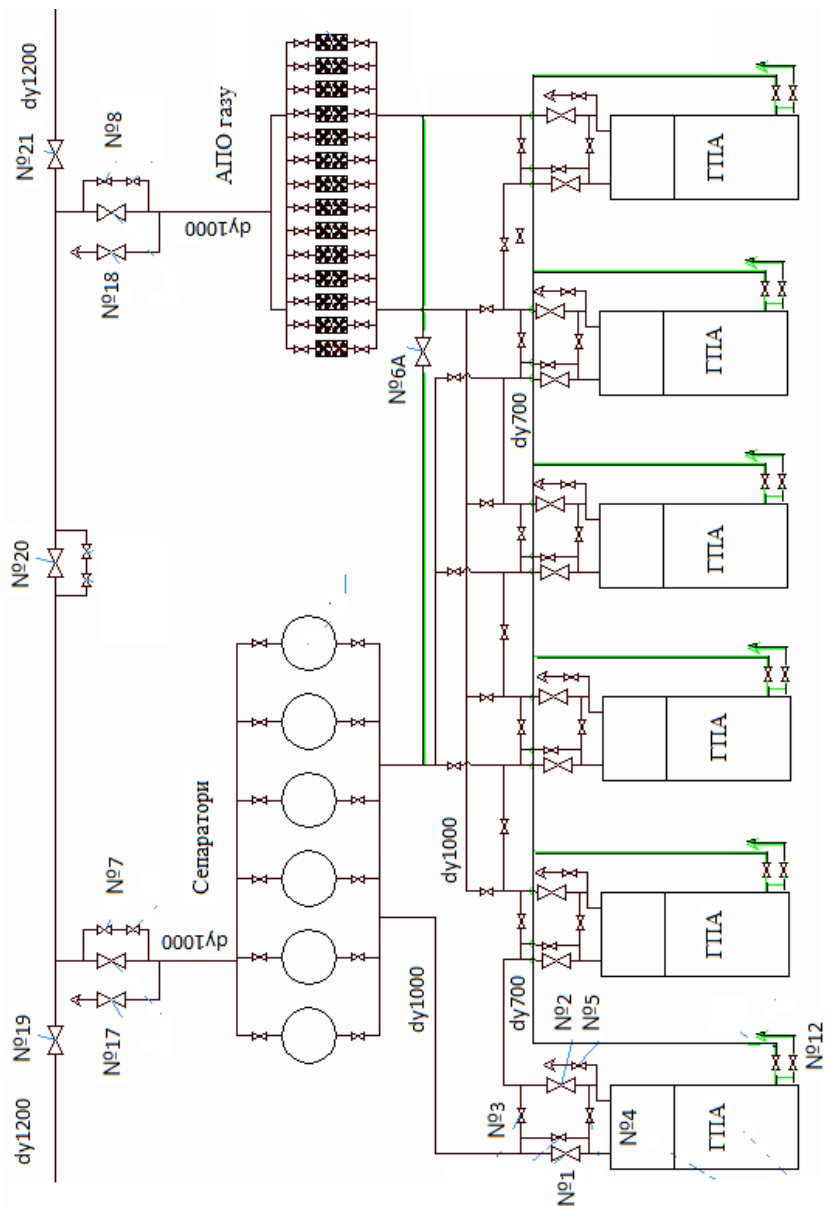 dy1200
№21
№8
№18
dy1000
АПО газу
№20
№6А
dy700
ГПА
ГПА
ГПА
Сепаратори
ГПА
dy1000
№7
dy1000
№17
№19
dy1200
dy1000
dy700
ГПА
№2
№5
№3
№1
№4
ГПА
№12